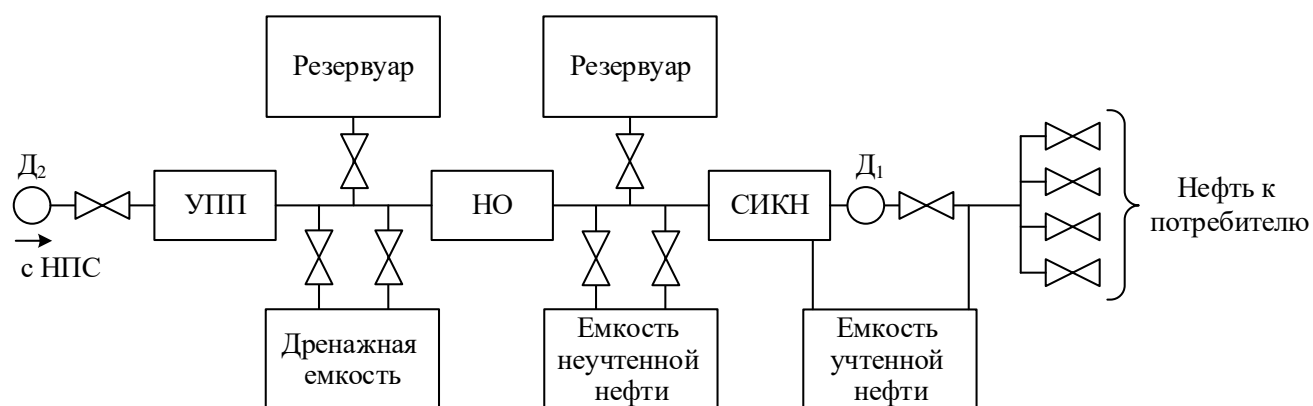 Резервуар
Резервуар
Д2
УПП
НО
СИКН
Д1
Нефть к
потребителю
с НПС
Дренажная
емкость
Емкость
неучтенной
нефти
Емкость
учтенной
нефти